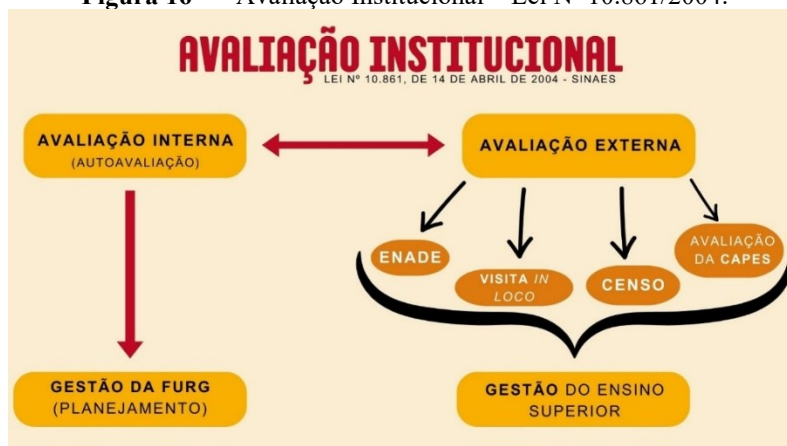 Figura 16 – Avaliação Institucional – Lei Nº 10.861/2004.
AVALIAÇÃO INSTITUCIONAL
LEI Nº 10.861, DE 14 DE ABRIL DE 2004 - SINAES
AVALIAÇÃO INTERNA
(AUTOAVALIAÇÃO)
AVALIAÇÃO EXTERNA
ENADE
VISITA IN
LOCO
CENSO
AVALIAÇÃO
DA CAPES
GESTÃO DA FURG
(PLANEJAMENTO)
GESTÃO DO ENSINO
SUPERIOR